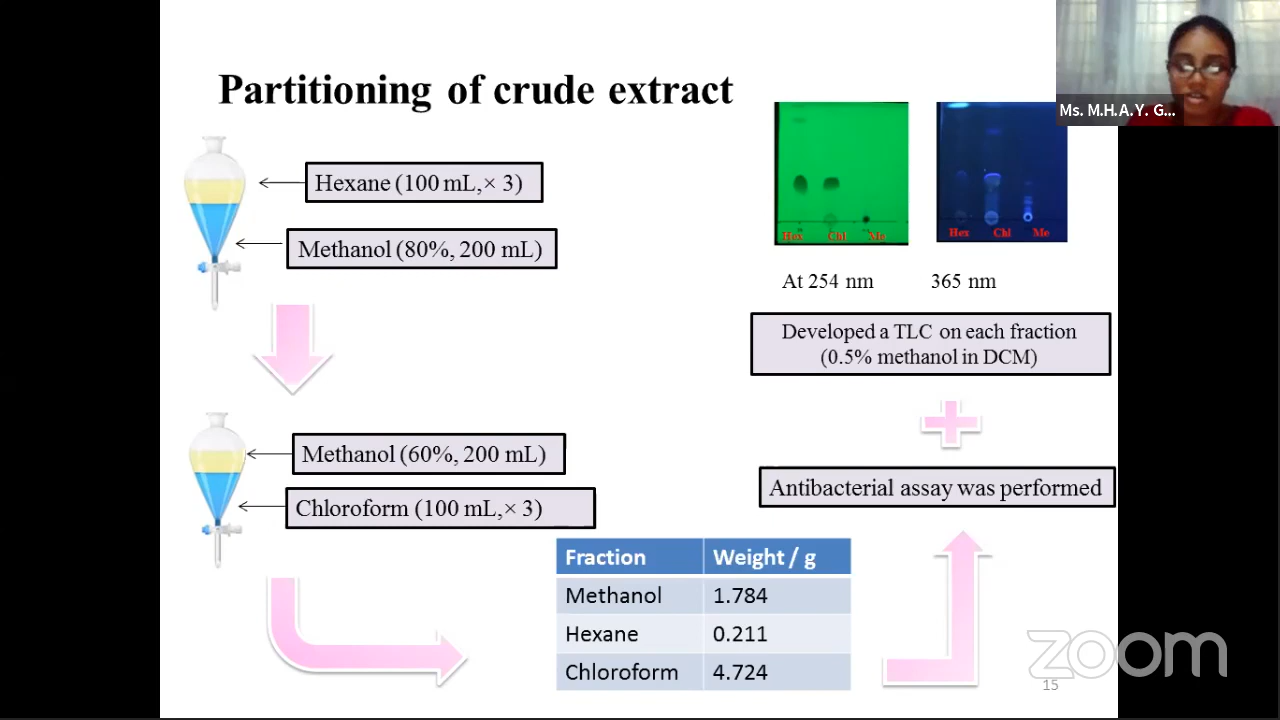 Partitioning of crude extract
Ms. M.H.A.Y. G...
Hexane (100 mL,× 3)
Methanol (80%, 200 mL)
Hex Chl Me
Hex Chl Me
At 254 nm
365 nm
Developed a TLC on each fraction
(0.5% methanol in DCM)
Methanol (60%, 200 mL)
Chloroform (100 mL,× 3)
Antibacterial assay was performed
Fraction Weight / g
Methanol 1.784
Hexane 0.211
Chloroform 4.724
zoom
15